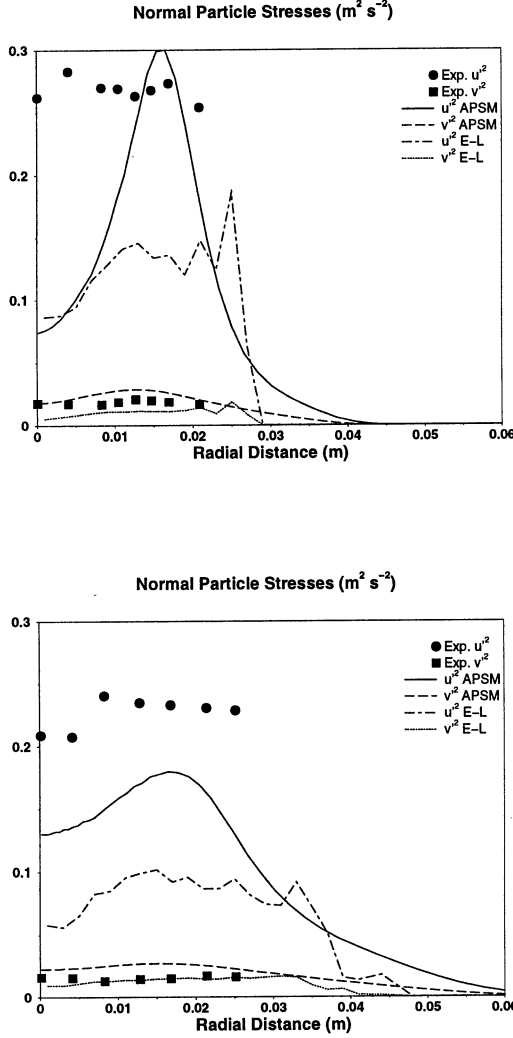 Normal Particle Stresses (m² s⁻²)
0.3
Exp. u'²
Exp. v'²
u'² APSM
v'² APSM
u'² E-L
v'² E-L
0.2
0.1
0
0 0.01 0.02 0.03 0.04 0.05 0.06
Radial Distance (m)
Normal Particle Stresses (m² s⁻²)
0.3
Exp. u'²
Exp. v'²
u'² APSM
v'² APSM
u'² E-L
v'² E-L
0.2
0.1
0
0 0.01 0.02 0.03 0.04 0.05 0.06
Radial Distance (m)